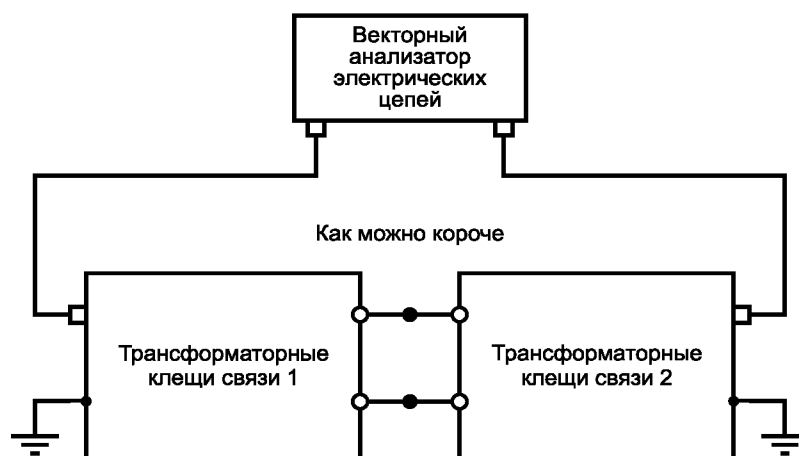 Векторный
анализатор
электрических
цепей
Как можно короче
Трансформаторные
клещи связи 1
Трансформаторные
клещи связи 2